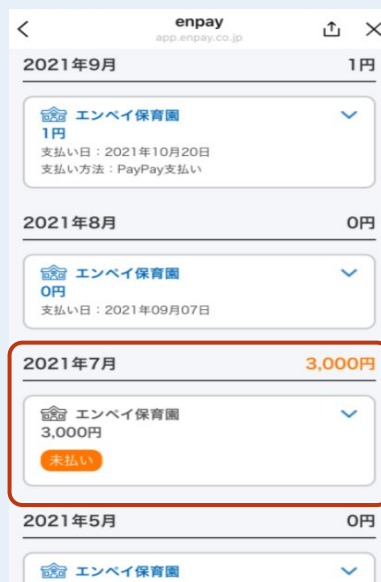 enpay
app.enpay.co.jp
2021年9月 1円
エンペイ保育園
1円
支払い日：2021年10月20日
支払い方法：PayPay支払い
2021年8月 0円
エンペイ保育園
0円
支払い日：2021年09月07日
2021年7月 3,000円
エンペイ保育園
3,000円
未払い
2021年5月 0円
エンペイ保育園